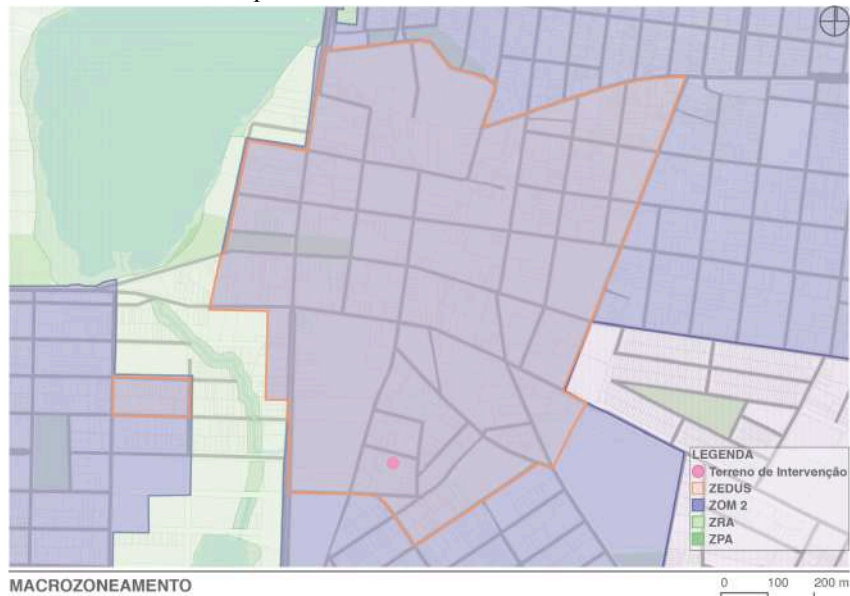 LEGENDA
Terreno de Intervenção
ZEDUS
ZOM 2
ZRA
ZPA
MACROZONEAMENTO
0 100 200 m